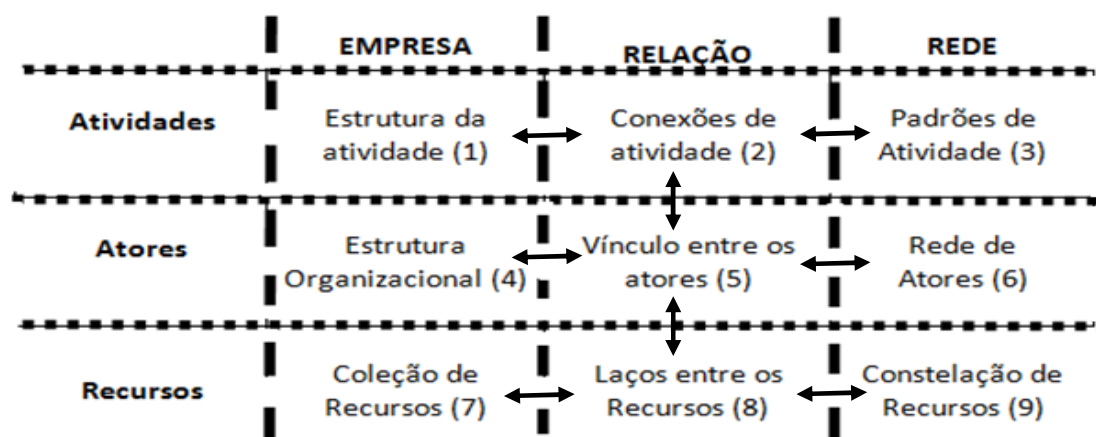 EMPRESA RELAÇÃO REDE
Atividades
Estrutura da
atividade (1)
Conexões de
atividade (2)
Padrões de
Atividade (3)
Atores
Estrutura
Organizacional (4)
Vínculo entre os
atores (5)
Rede de
Atores (6)
Recursos
Coleção de
Recursos (7)
Laços entre os
Recursos (8)
Constelação de
Recursos (9)